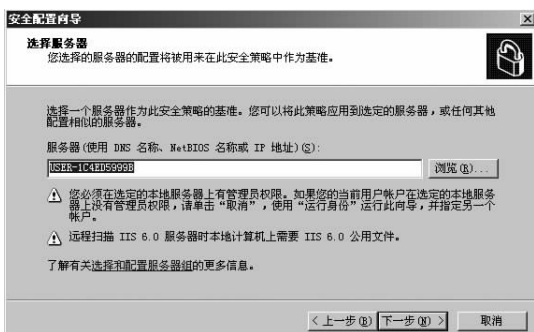 安全配置向导
选择服务器
您选择的服务器的配置将被用来在此安全策略中作为基准。
选择一个服务器作为此安全策略的基准。您可以将此策略应用到选定的服务器，或任何其他
配置相似的服务器。
服务器(使用 DNS 名称、NetBIOS 名称或 IP 地址)(S):
USER-1C4ED5999B
浏览(R)...
您必须在选定的本地服务器上有管理员权限。如果您的当前用户帐户在选定的本地服务
器上没有管理员权限，请单击“取消”，使用“运行身份”运行此向导，并指定另一个
帐户。
远程扫描 IIS 6.0 服务器时本地计算机上需要 IIS 6.0 公用文件。
了解有关选择和配置服务器组的更多信息。
< 上一步(B)
下一步(N) >
取消